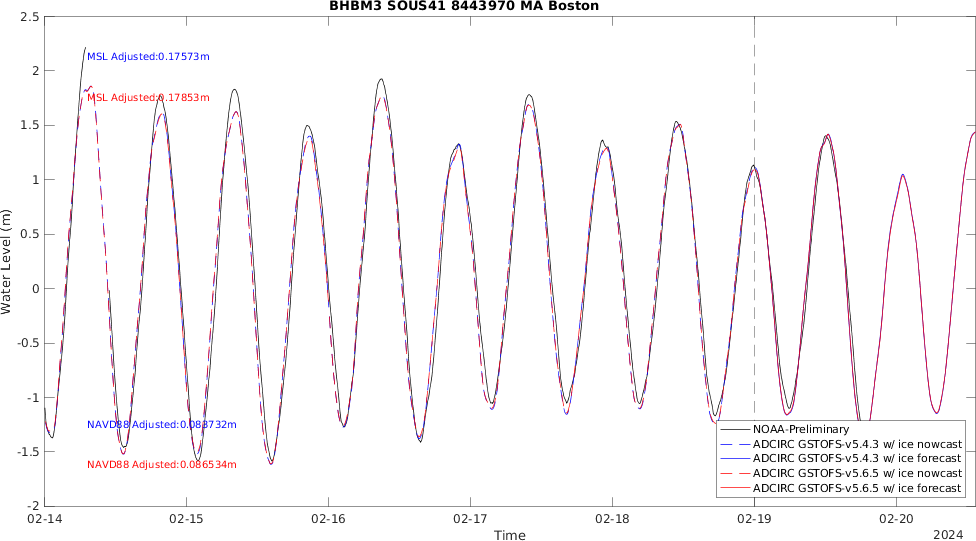 BHBM3 SOUS41 8443970 MA Boston
2.5
2
1.5
1
0.5
0
-0.5
-1
-1.5
-2
Water Level (m)
MSL Adjusted:0.17573m
MSL Adjusted:0.17853m
NAVD88 Adjusted:0.083732m
NAVD88 Adjusted:0.086534m
NOAA-Preliminary
ADCIRC GSTOFS-v5.4.3 w/ ice nowcast
ADCIRC GSTOFS-v5.4.3 w/ ice forecast
ADCIRC GSTOFS-v5.6.5 w/ ice nowcast
ADCIRC GSTOFS-v5.6.5 w/ ice forecast
02-14 02-15 02-16 02-17 02-18 02-19 02-20
Time
2024